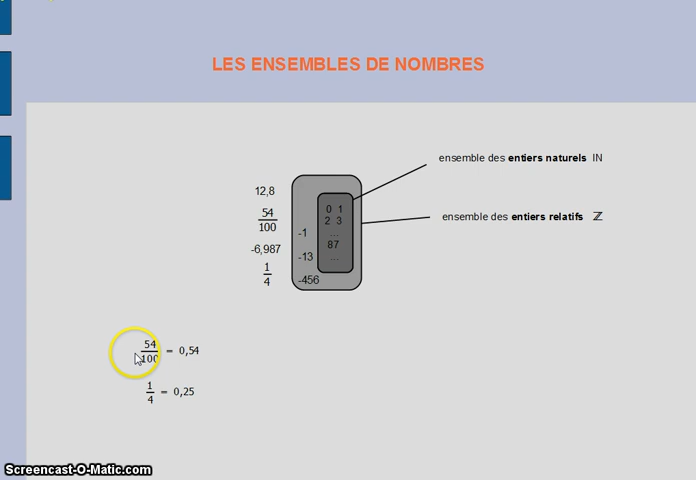 LES ENSEMBLES DE NOMBRES
ensemble des entiers naturels IN
12,8
0 1
54/100
2 3
ensemble des entiers relatifs ℤ
-1
...
87
-6,987
-13
...
1/4
-456
54/100 = 0,54
1/4 = 0,25
Screencast-O-Matic.com